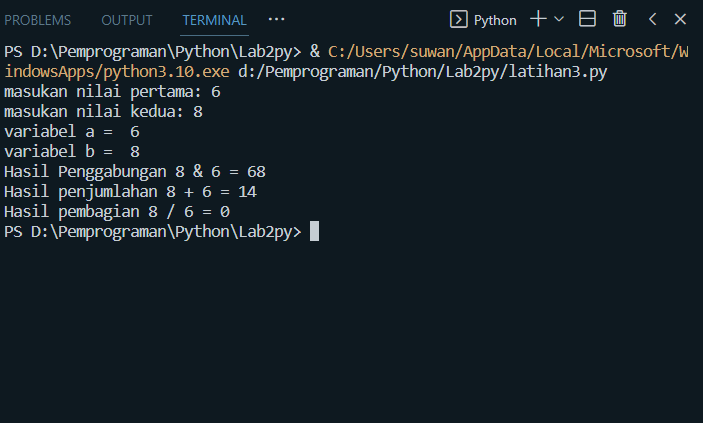 PROBLEMS OUTPUT TERMINAL ... Python
PS D:\Pemprograman\Python\Lab2py> & C:/Users/suwan/AppData/Local/Microsoft/W
indowsApps/python3.10.exe d:/Pemprograman/Python/Lab2py/latihan3.py
masukan nilai pertama: 6
masukan nilai kedua: 8
variabel a =  6
variabel b =  8
Hasil Penggabungan 8 & 6 = 68
Hasil penjumlahan 8 + 6 = 14
Hasil pembagian 8 / 6 = 0
PS D:\Pemprograman\Python\Lab2py>